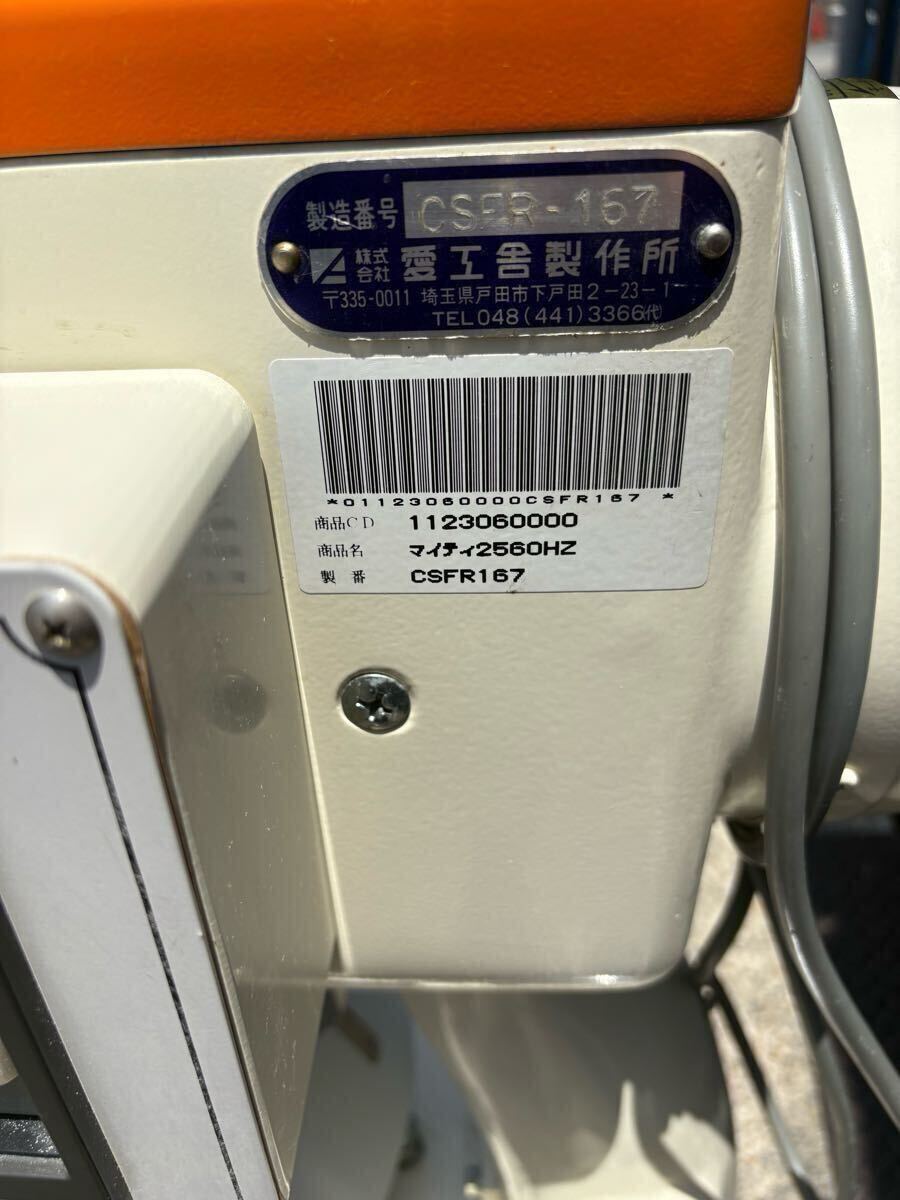 製造番号 CSFR-167
株式会社 愛工舎製作所
〒335-0011 埼玉県戸田市下戸田2-23-1
TEL048(441)3366㈹
*01123060000CSFR167 *
商品CD 1123060000
商品名 マイティ2560HZ
製番 CSFR167